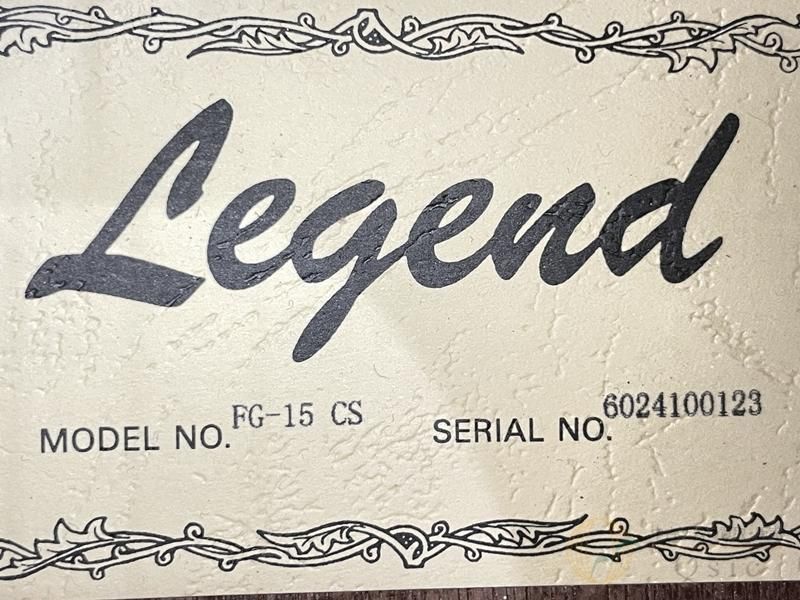 Legend
MODEL NO. FG-15 CS SERIAL NO. 6024100123